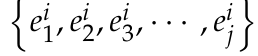 {e_1^i, e_2^i, e_3^i, · · · , e_j^i}